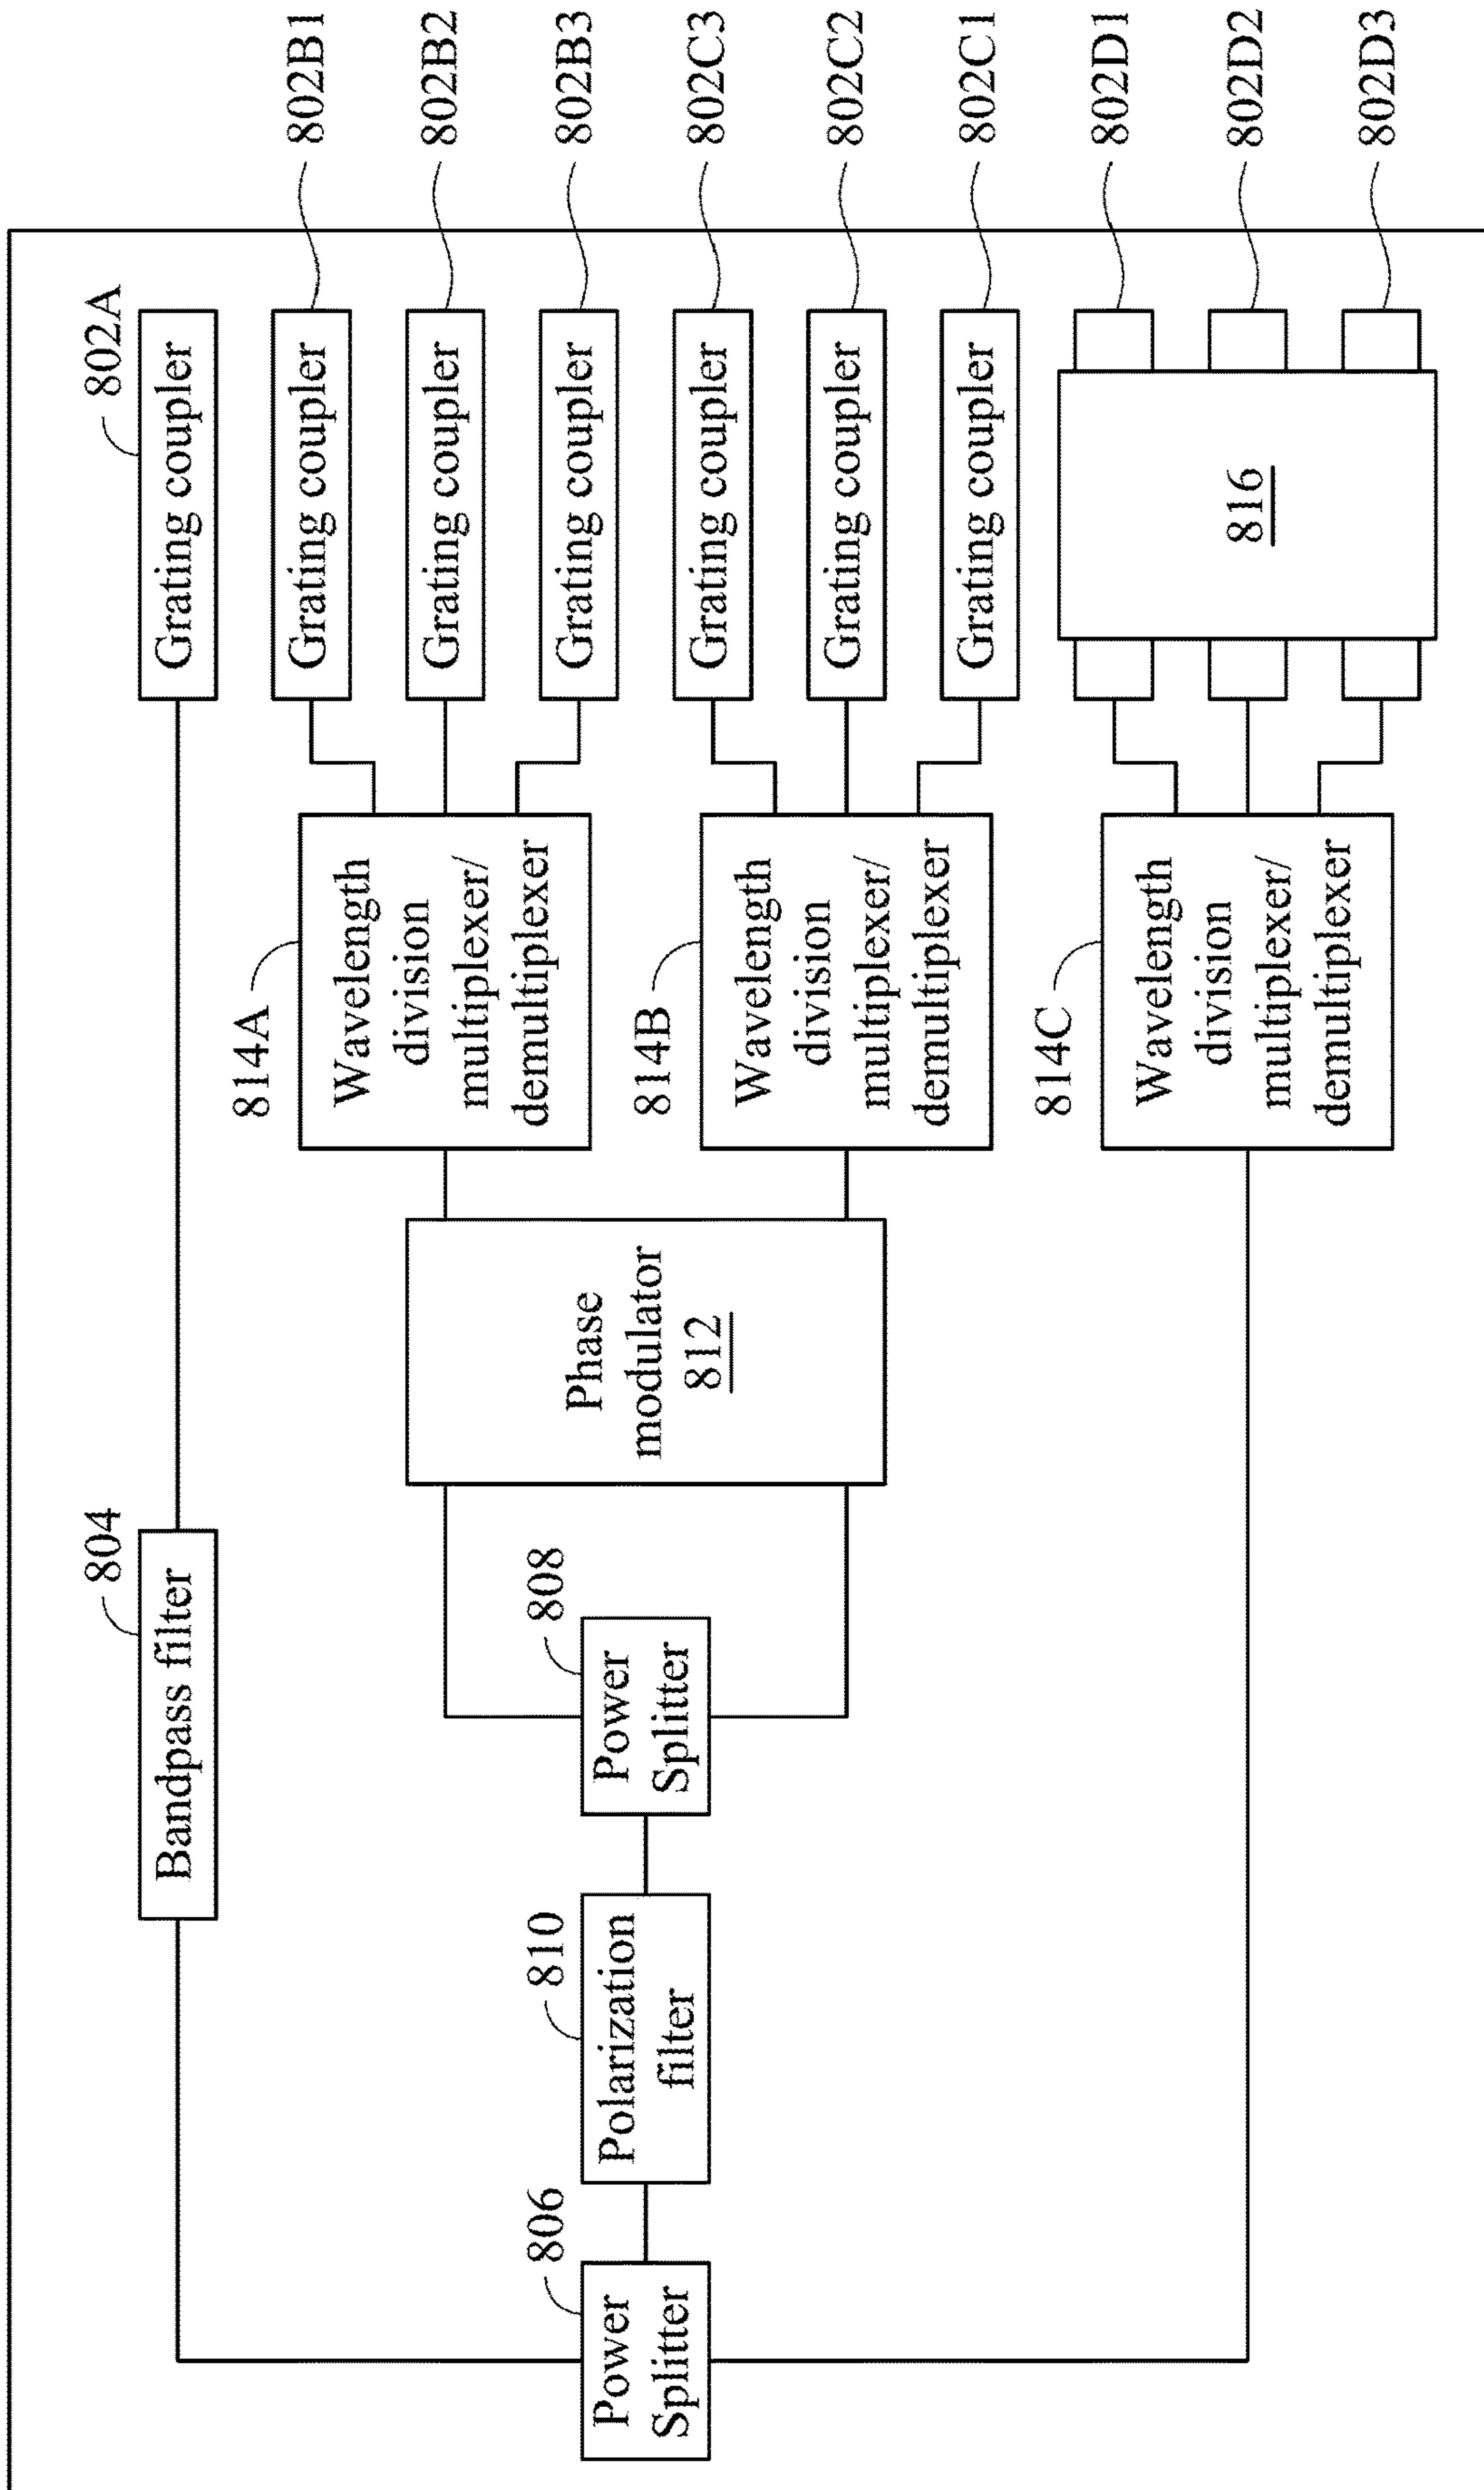 802A
Grating coupler
804
Bandpass filter
Grating coupler
802B1
Grating coupler
802B2
Grating coupler
802B3
Grating coupler
802C3
Grating coupler
802C2
Grating coupler
802C1
802D1
802D2
802D3
816
814A
Wavelength
division
multiplexer/
demultiplexer
814B
Wavelength
division
multiplexer/
demultiplexer
814C
Wavelength
division
multiplexer/
demultiplexer
Phase
modulator
812
808
Power
Splitter
810
Polarization
filter
806
Power
Splitter